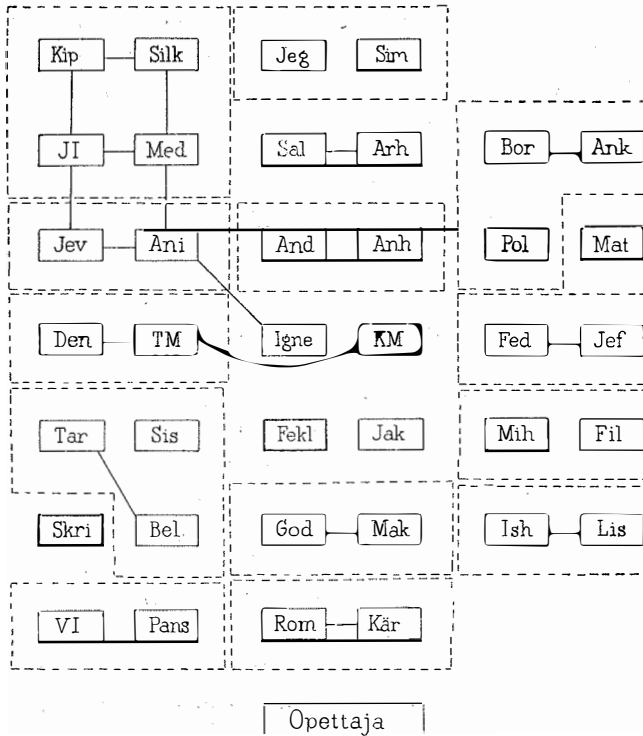 Kip Silk Jeg Sim
JI Med Sal Arh Bor Ank
Jev Ani And Anh Pol Mat
Den TM Igne KM Fed Jef
Tar Sis Fekl Jak Mih Fil
Skri Bel. God Mak Ish Lis
VI Pans Rom Kär
Opettaja